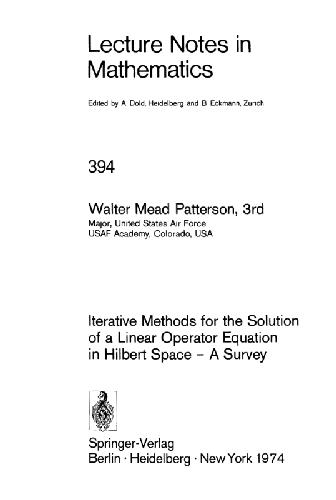 Lecture Notes in
Mathematics
Edited by A. Dold, Heidelberg and B. Eckmann, Zürich
394
Walter Mead Patterson, 3rd
Major, United States Air Force
USAF Academy, Colorado, USA
Iterative Methods for the Solution
of a Linear Operator Equation
in Hilbert Space – A Survey
Springer-Verlag
Berlin · Heidelberg · New York 1974